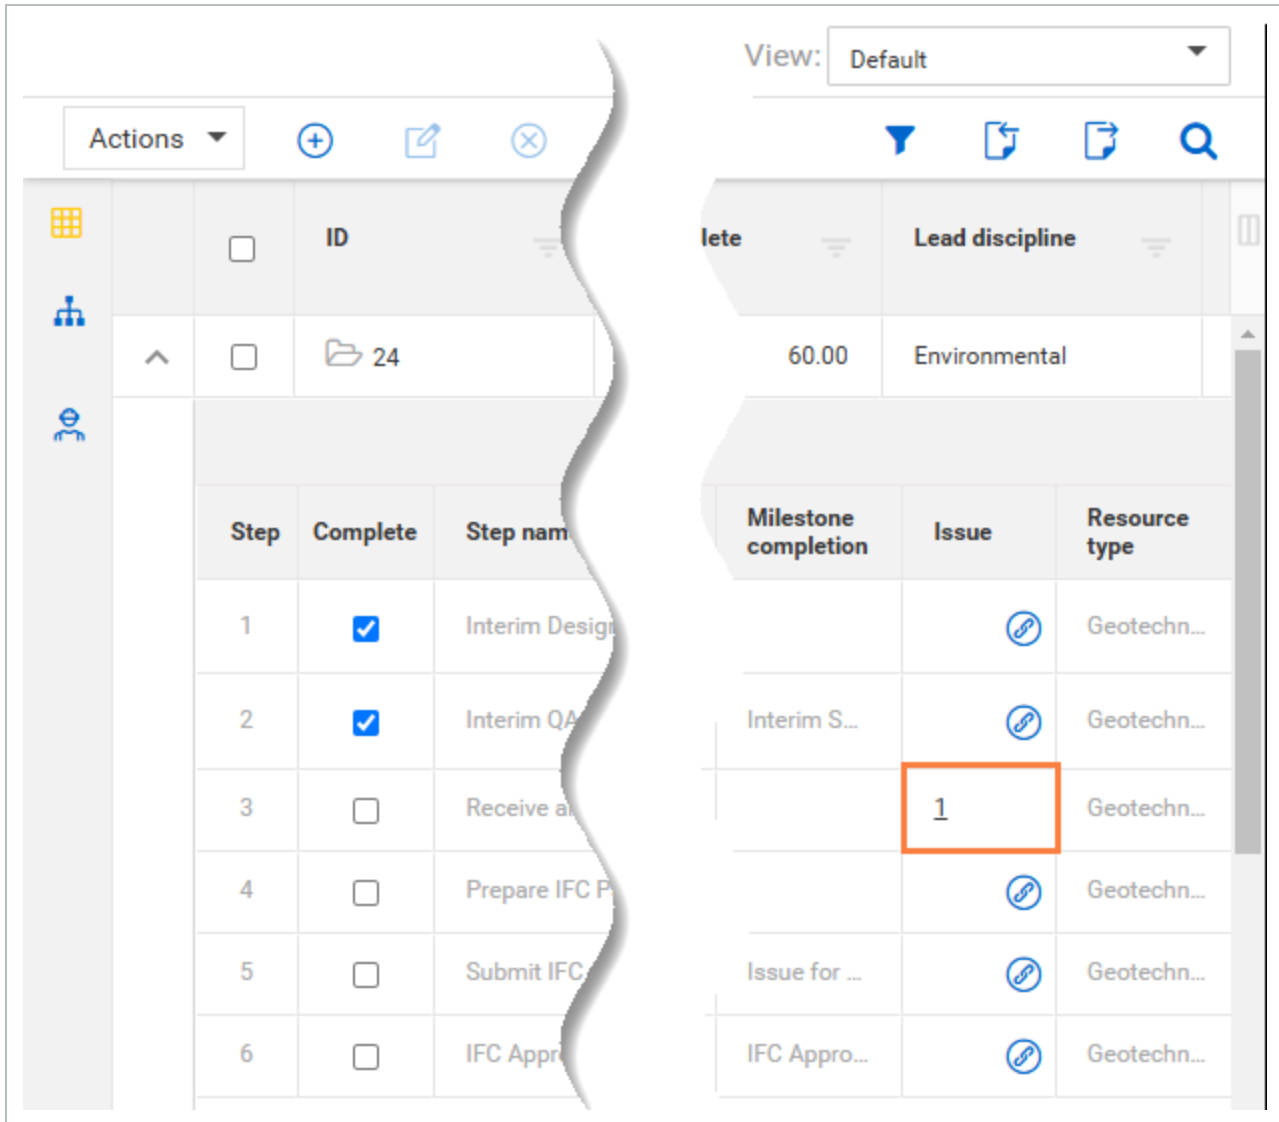 View: Default
Actions
ID lete Lead discipline
24 60.00 Environmental
Step Complete Step nam Milestone completion Issue Resource type
1 Interim Design Geotechn...
2 Interim QA Interim S... Geotechn...
3 Receive a 1 Geotechn...
4 Prepare IFC P Geotechn...
5 Submit IFC Issue for ... Geotechn...
6 IFC Appr IFC Appro... Geotechn...